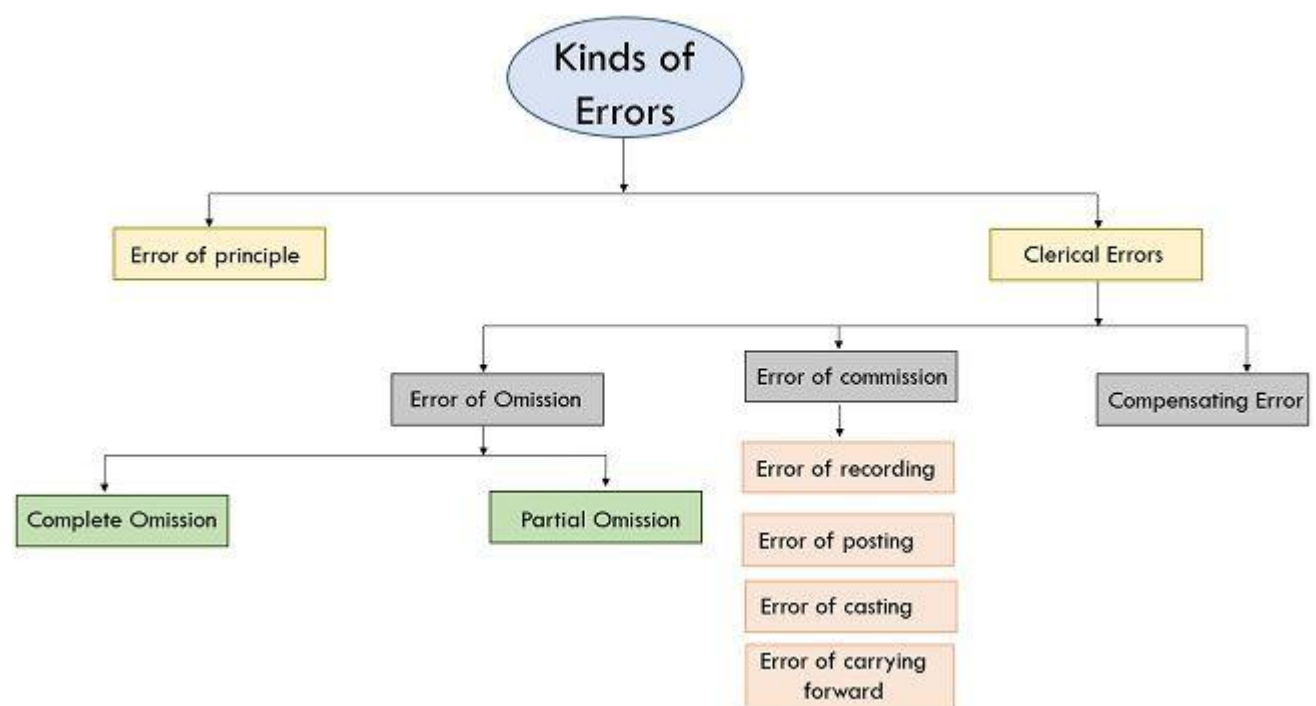 Kinds of
Errors
Error of principle
Clerical Errors
Error of Omission
Error of commission
Compensating Error
Complete Omission
Partial Omission
Error of recording
Error of posting
Error of casting
Error of carrying
forward